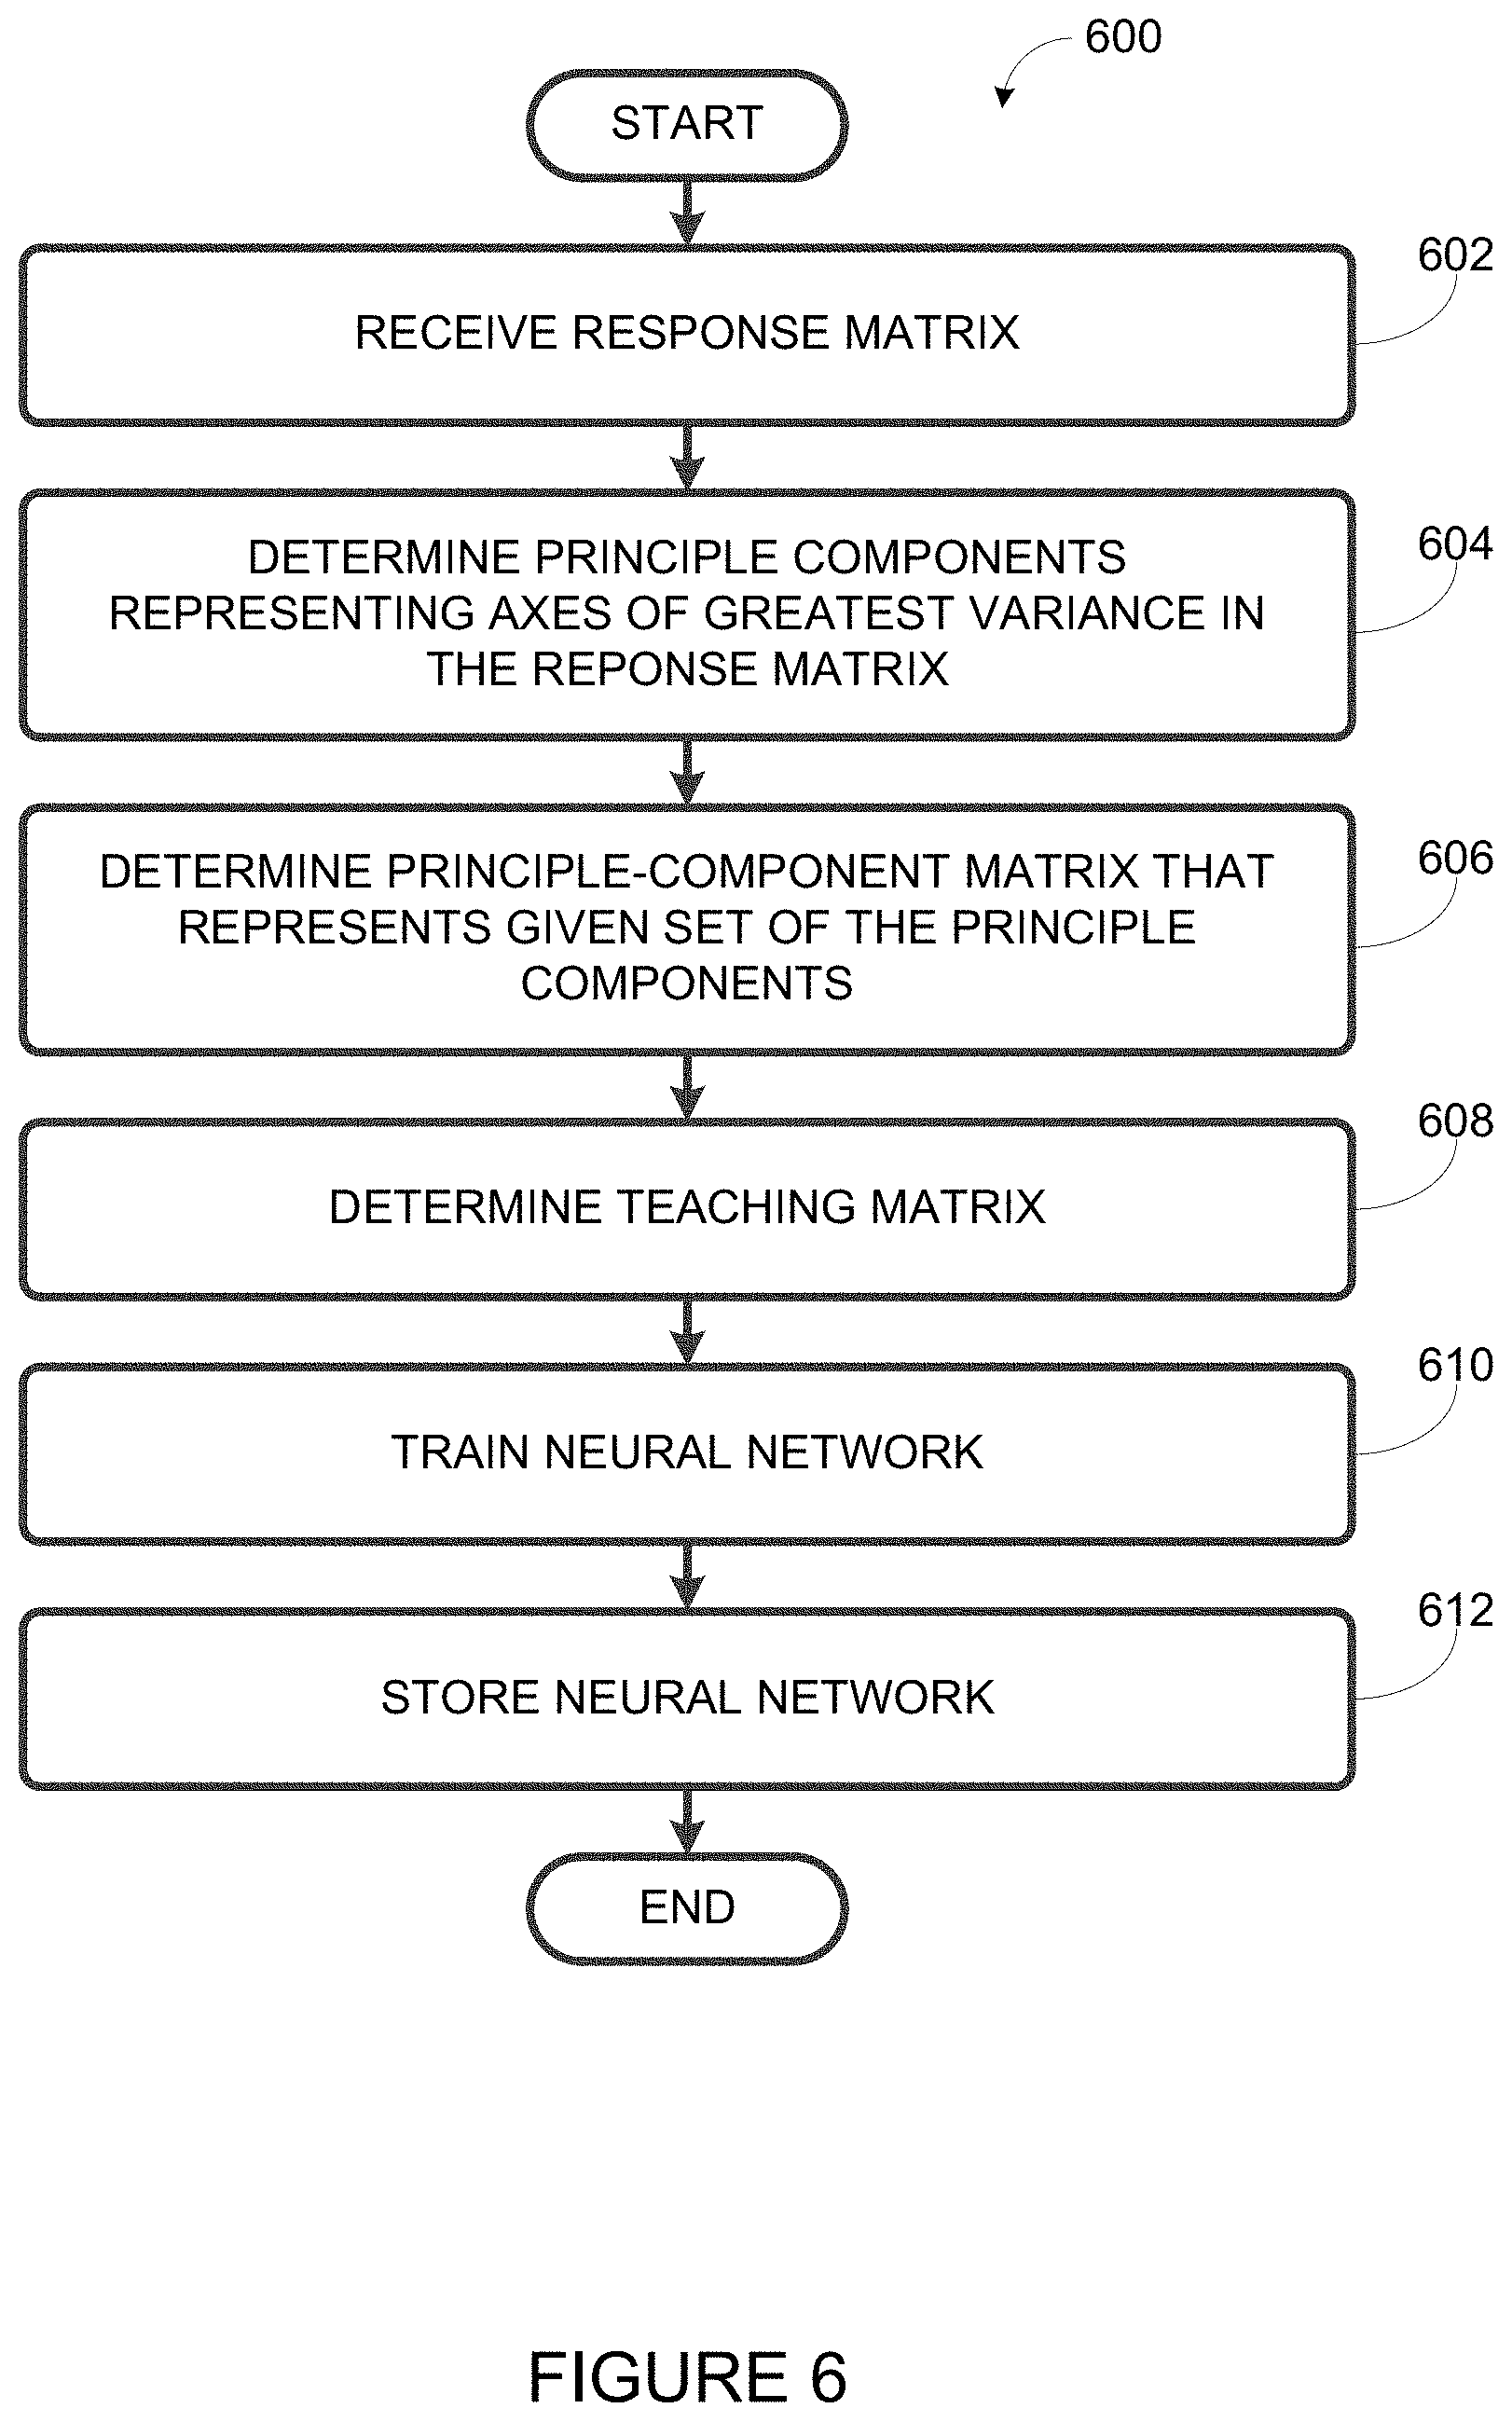 600
START
602
RECEIVE RESPONSE MATRIX
604
DETERMINE PRINCIPLE COMPONENTS
REPRESENTING AXES OF GREATEST VARIANCE IN
THE REPONSE MATRIX
606
DETERMINE PRINCIPLE-COMPONENT MATRIX THAT
REPRESENTS GIVEN SET OF THE PRINCIPLE
COMPONENTS
608
DETERMINE TEACHING MATRIX
610
TRAIN NEURAL NETWORK
612
STORE NEURAL NETWORK
END
FIGURE 6